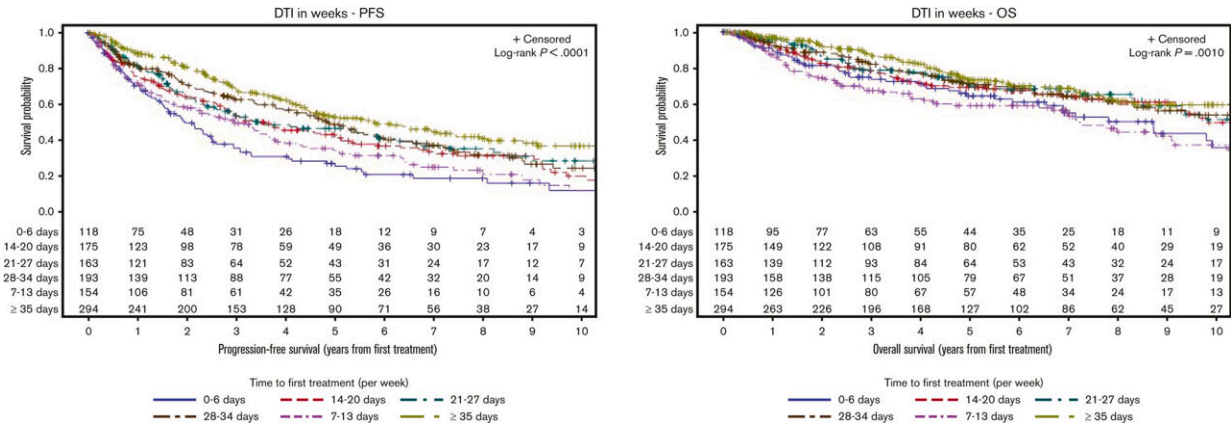 DTI in weeks - PFS
+ Censored
Log-rank P < .0001
Survival probability
1.0
0.8
0.6
0.4
0.2
0.0
0-6 days 118 75 48 31 26 18 12 9 7 4 3
14-20 days 175 123 98 78 59 49 36 30 23 17 9
21-27 days 163 121 83 64 52 43 31 24 17 12 7
28-34 days 193 139 113 88 77 55 42 32 20 14 9
7-13 days 154 106 81 61 42 35 26 16 10 6 4
≥ 35 days 294 241 200 153 128 90 71 56 38 27 14
0 1 2 3 4 5 6 7 8 9 10
Progression-free survival (years from first treatment)
Time to first treatment (per week)
0-6 days 14-20 days 21-27 days
28-34 days 7-13 days ≥ 35 days
DTI in weeks - OS
+ Censored
Log-rank P = .0010
Survival probability
1.0
0.8
0.6
0.4
0.2
0.0
0-6 days 118 95 77 63 55 44 35 25 18 11 9
14-20 days 175 149 122 108 91 80 62 52 40 29 19
21-27 days 163 139 112 93 84 64 53 43 32 24 17
28-34 days 193 158 138 115 105 79 67 51 37 28 19
7-13 days 154 126 101 80 67 57 48 34 24 17 13
≥ 35 days 294 263 226 196 168 127 102 86 62 45 27
0 1 2 3 4 5 6 7 8 9 10
Overall survival (years from first treatment)
Time to first treatment (per week)
0-6 days 14-20 days 21-27 days
28-34 days 7-13 days ≥ 35 days